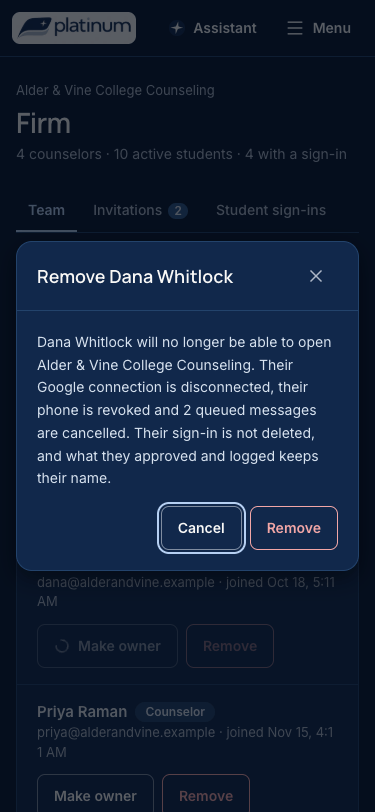 platinum
Assistant
Menu
Alder & Vine College Counseling
Firm
4 counselors · 10 active students · 4 with a sign-in
Team
Invitations 2
Student sign-ins
Remove Dana Whitlock
Dana Whitlock will no longer be able to open
Alder & Vine College Counseling. Their
Google connection is disconnected, their
phone is revoked and 2 queued messages
are cancelled. Their sign-in is not deleted,
and what they approved and logged keeps
their name.
Cancel
Remove
dana@alderandvine.example · joined Oct 18, 5:11
AM
Make owner
Remove
Priya Raman Counselor
priya@alderandvine.example · joined Nov 15, 4:1
1 AM
Make owner
Remove